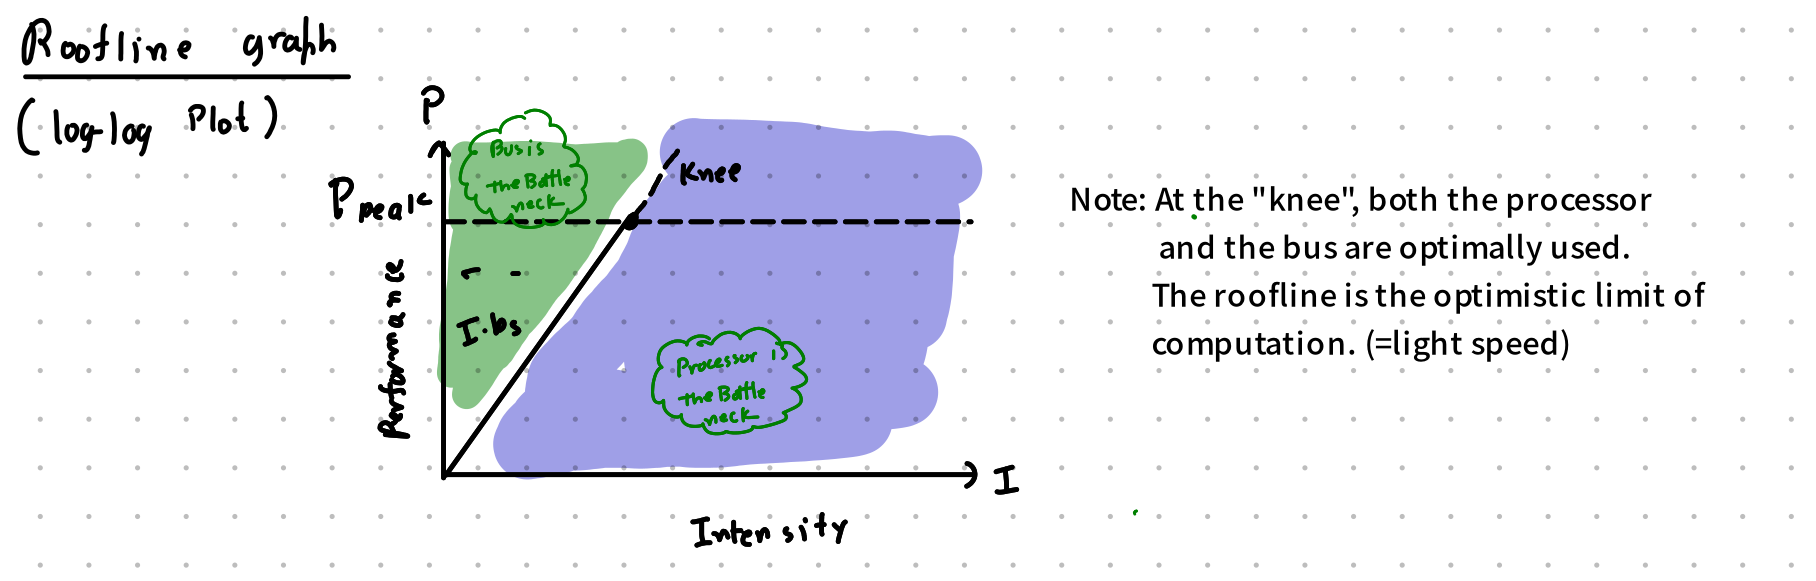 Roofline graph
(log-log Plot)
P
Ppeak
Performance
Bus is
the Bottle
neck
I·bs
Knee
Processor is
the Bottle
neck
I
Intensity
Note: At the "knee", both the processor
and the bus are optimally used.
The roofline is the optimistic limit of
computation. (=light speed)